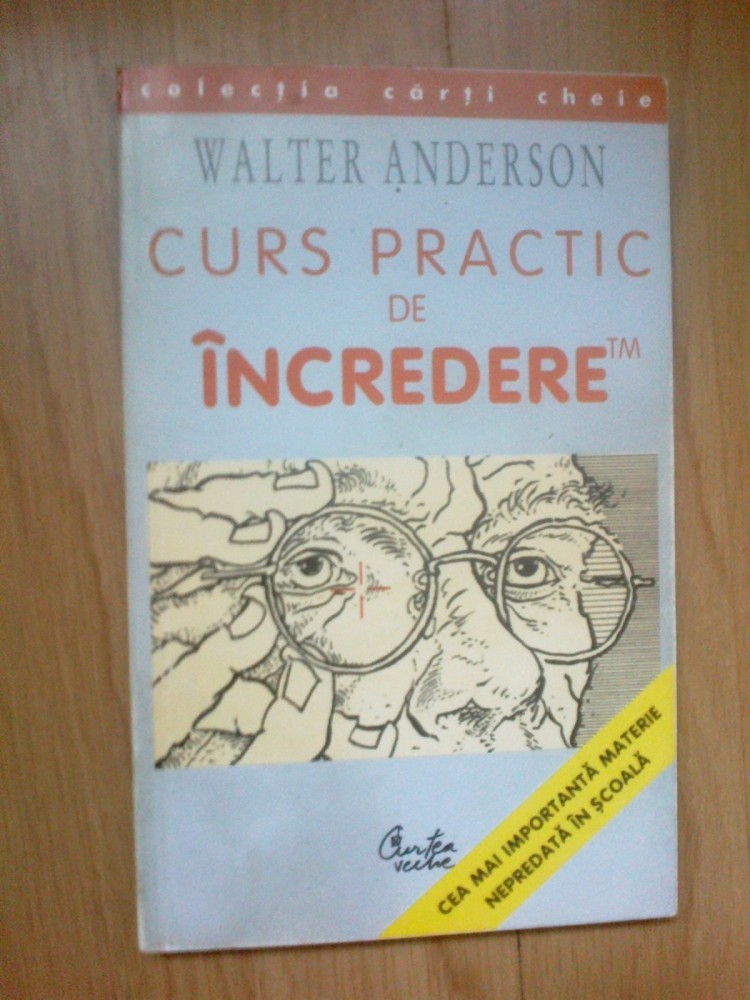 colecția cărți cheie
WALTER ANDERSON
CURS PRACTIC
DE
ÎNCREDERE™
Curtea
veche
CEA MAI IMPORTANTĂ MATERIE
NEPREDATĂ ÎN ȘCOALĂ